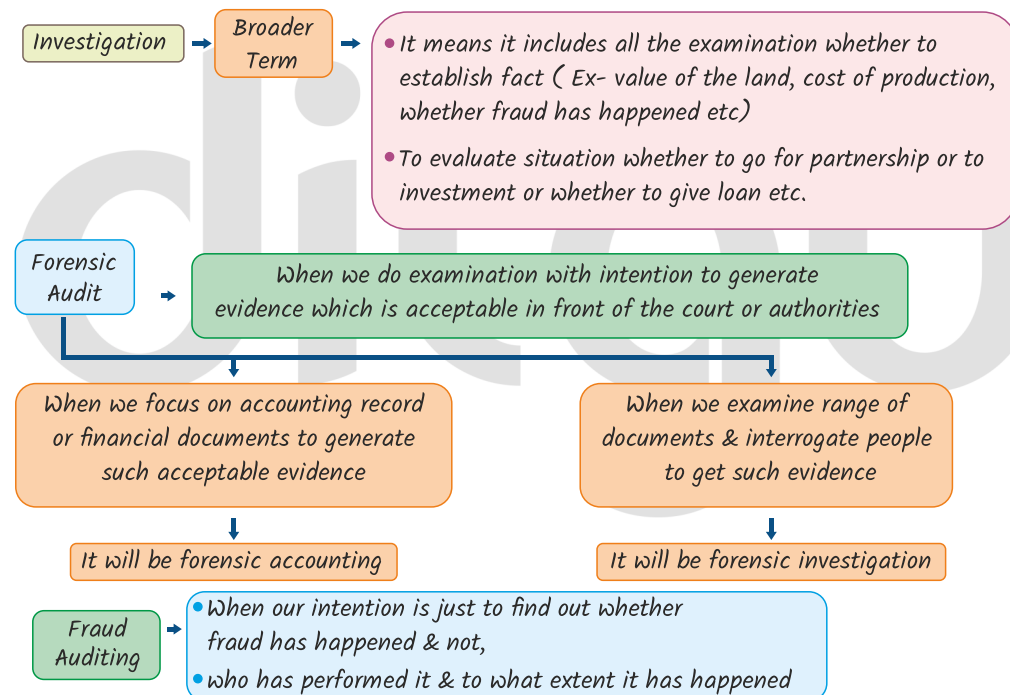 Investigation
Broader
Term
It means it includes all the examination whether to
establish fact ( Ex- value of the land, cost of production,
whether fraud has happened etc)
To evaluate situation whether to go for partnership or to
investment or whether to give loan etc.
Forensic
Audit
When we do examination with intention to generate
evidence which is acceptable in front of the court or authorities
When we focus on accounting record
or financial documents to generate
such acceptable evidence
When we examine range of
documents & interrogate people
to get such evidence
It will be forensic accounting
It will be forensic investigation
Fraud
Auditing
When our intention is just to find out whether
fraud has happened & not,
who has performed it & to what extent it has happened